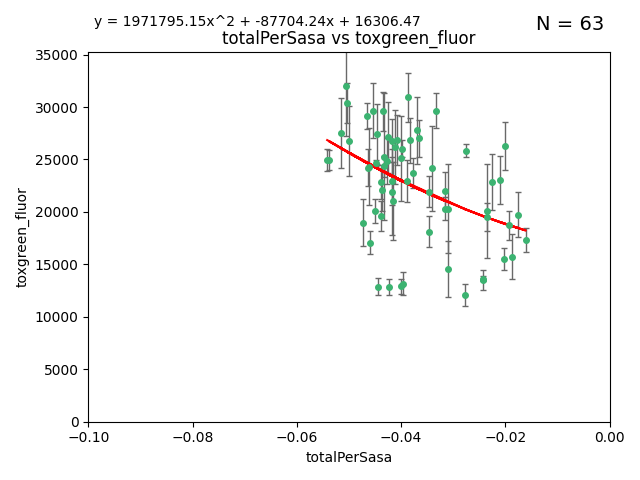 y = 1971795.15x^2 + -87704.24x + 16306.47
N = 63
totalPerSasa vs toxgreen_fluor
35000
30000
25000
20000
15000
10000
5000
0
toxgreen_fluor
−0.10 −0.08 −0.06 −0.04 −0.02 0.00
totalPerSasa